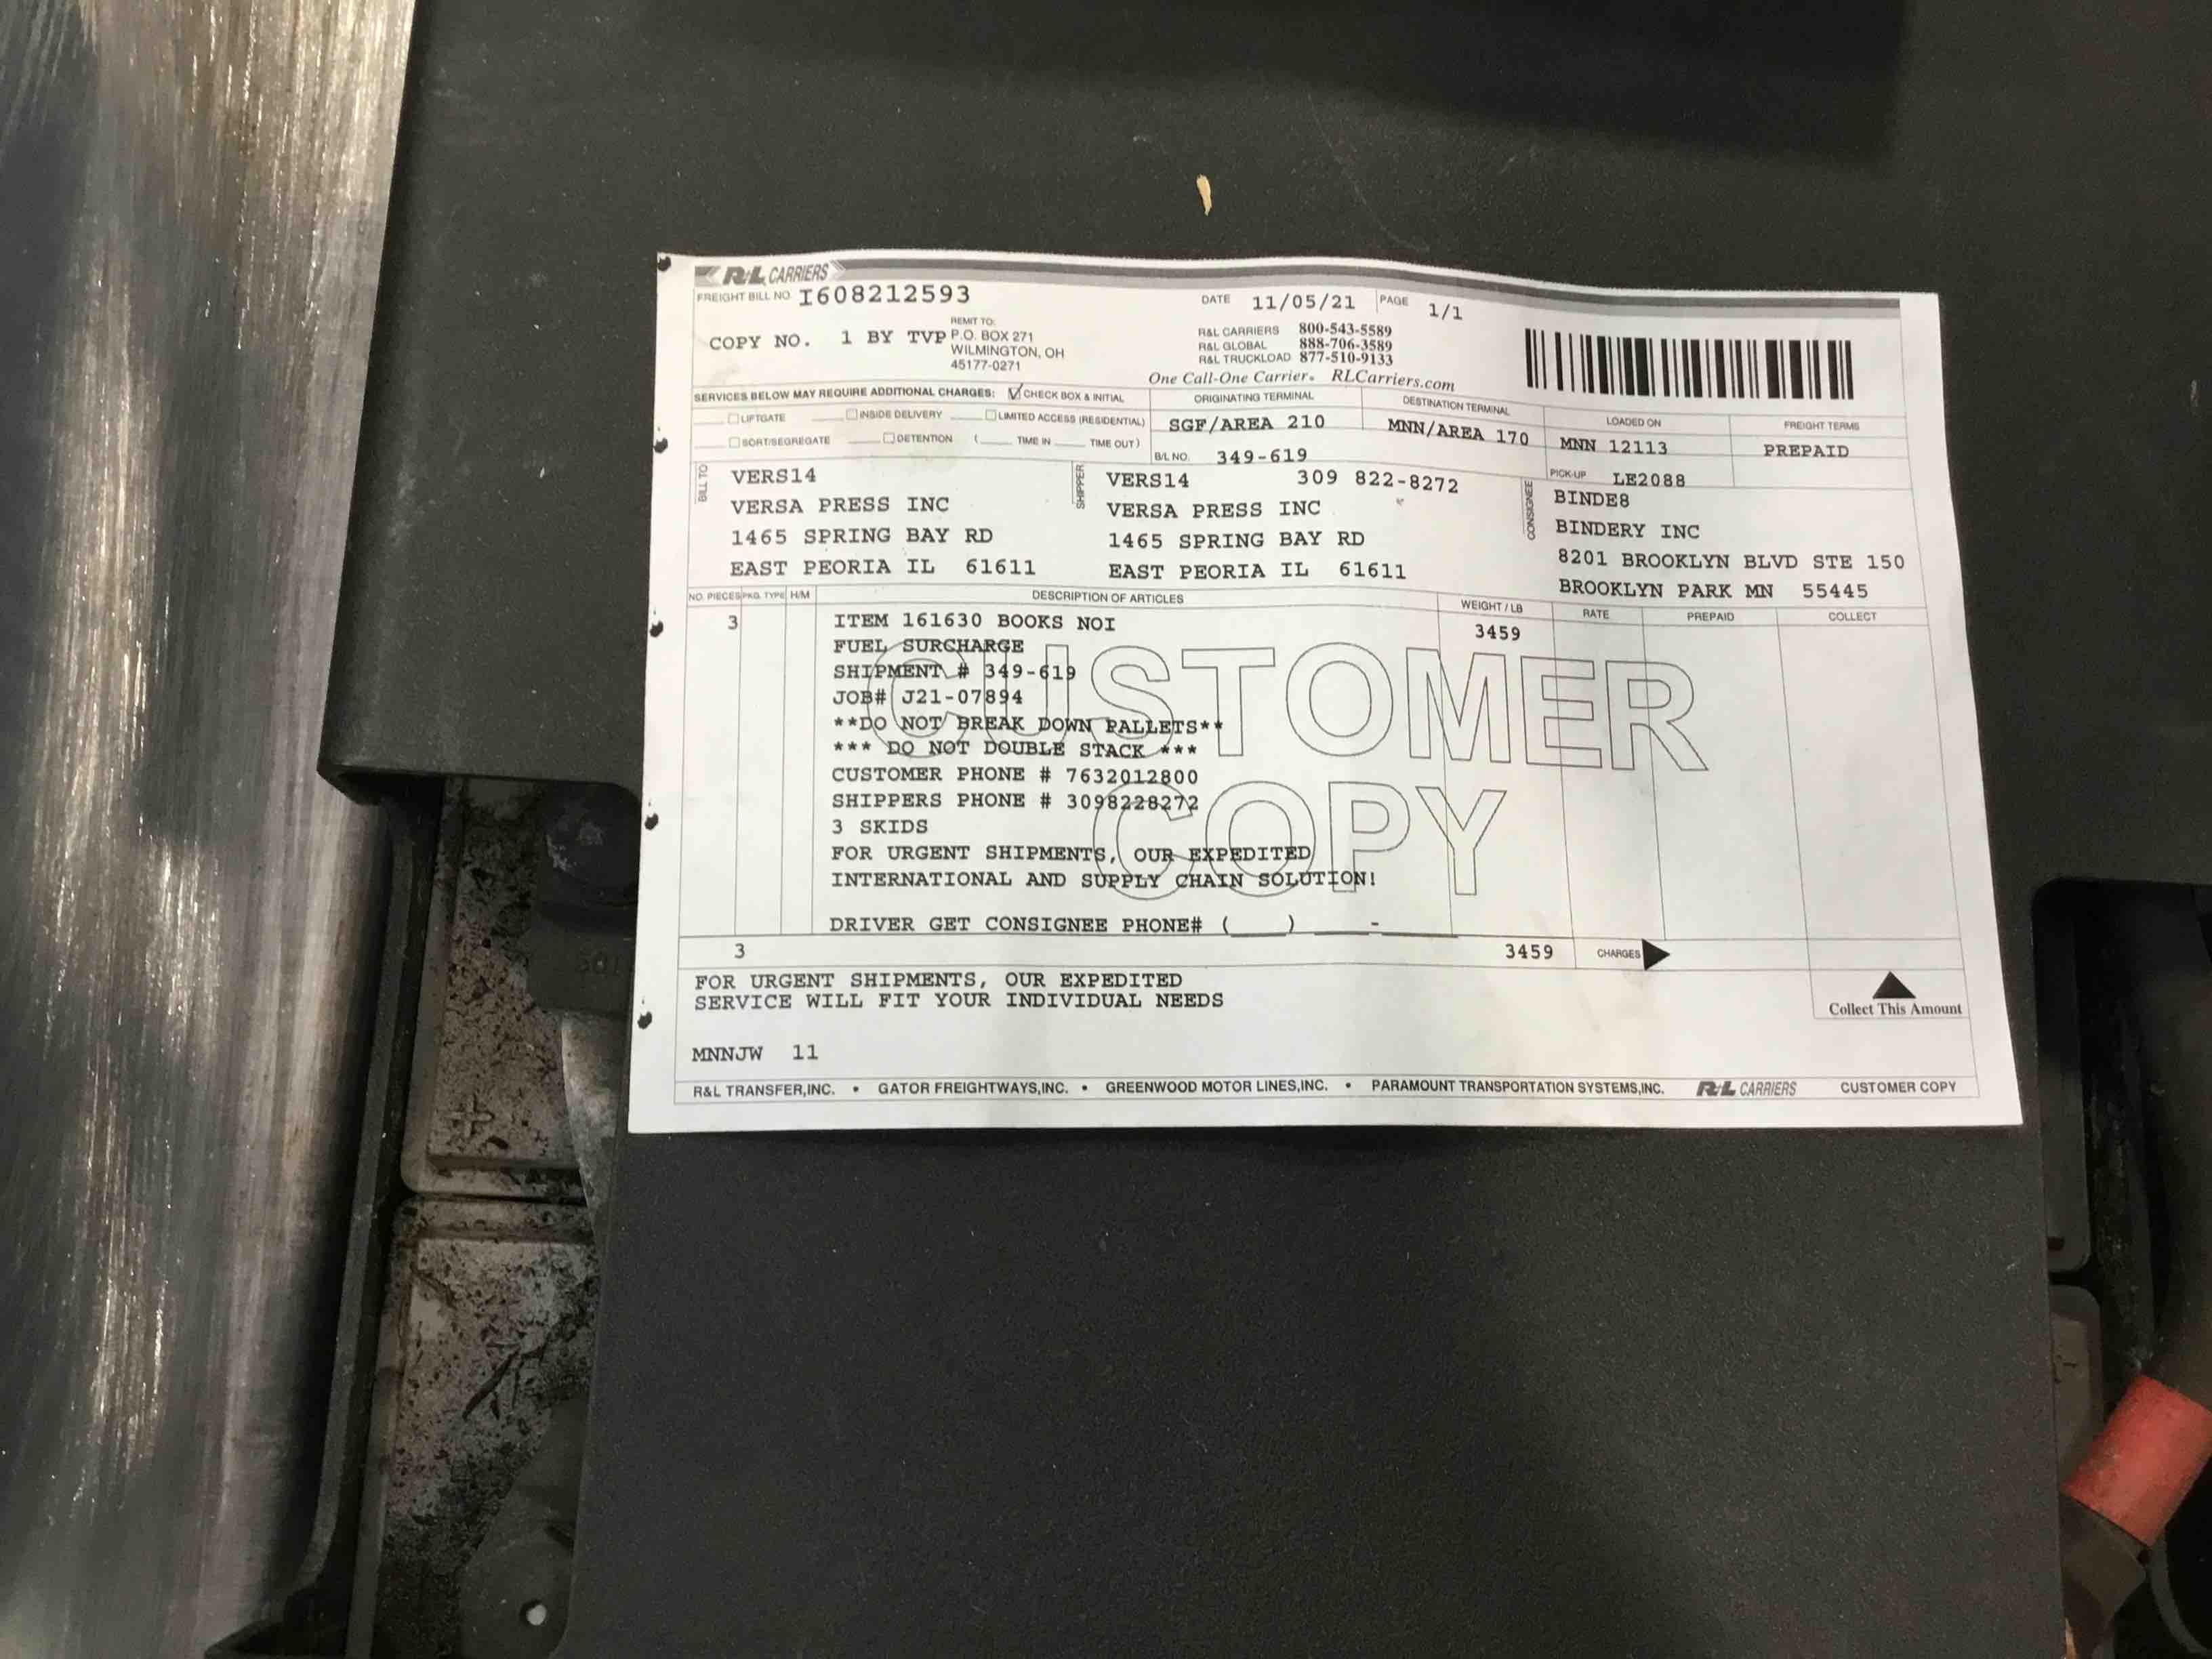 R+L CARRIERS
FREIGHT BILL NO. I608212593
DATE 11/05/21 PAGE 1/1
COPY NO. 1 BY TVP
REMIT TO:
P.O. BOX 271
WILMINGTON, OH
45177-0271
R&L CARRIERS 800-543-5589
R&L GLOBAL 888-706-3589
R&L TRUCKLOAD 877-510-9133
One Call-One Carrier. RLCarriers.com
SERVICES BELOW MAY REQUIRE ADDITIONAL CHARGES: CHECK BOX & INITIAL
LIFTGATE INSIDE DELIVERY LIMITED ACCESS (RESIDENTIAL)
SORT/SEGREGATE DETENTION ( TIME IN TIME OUT)
ORIGINATING TERMINAL
SGF/AREA 210
DESTINATION TERMINAL
MNN/AREA 170
LOADED ON
MNN 12113
FREIGHT TERMS
PREPAID
B/L NO. 349-619
PICK-UP LE2088
BILL TO
VERS14
VERSA PRESS INC
1465 SPRING BAY RD
EAST PEORIA IL 61611
SHIPPER
VERS14 309 822-8272
VERSA PRESS INC
1465 SPRING BAY RD
EAST PEORIA IL 61611
CONSIGNEE
BINDE8
BINDERY INC
8201 BROOKLYN BLVD STE 150
BROOKLYN PARK MN 55445
NO. PIECES PKG. TYPE H/M DESCRIPTION OF ARTICLES WEIGHT / LB RATE PREPAID COLLECT
3 ITEM 161630 BOOKS NOI 3459
FUEL SURCHARGE
SHIPMENT # 349-619
JOB# J21-07894
**DO NOT BREAK DOWN PALLETS**
*** DO NOT DOUBLE STACK ***
CUSTOMER PHONE # 7632012800
SHIPPERS PHONE # 3098228272
3 SKIDS
FOR URGENT SHIPMENTS, OUR EXPEDITED
INTERNATIONAL AND SUPPLY CHAIN SOLUTION!
DRIVER GET CONSIGNEE PHONE# (____) ____-____
CUSTOMER
COPY
3 3459 CHARGES
FOR URGENT SHIPMENTS, OUR EXPEDITED
SERVICE WILL FIT YOUR INDIVIDUAL NEEDS
Collect This Amount
MNNJW 11
R&L TRANSFER,INC. • GATOR FREIGHTWAYS,INC. • GREENWOOD MOTOR LINES,INC. • PARAMOUNT TRANSPORTATION SYSTEMS,INC. R+L CARRIERS CUSTOMER COPY